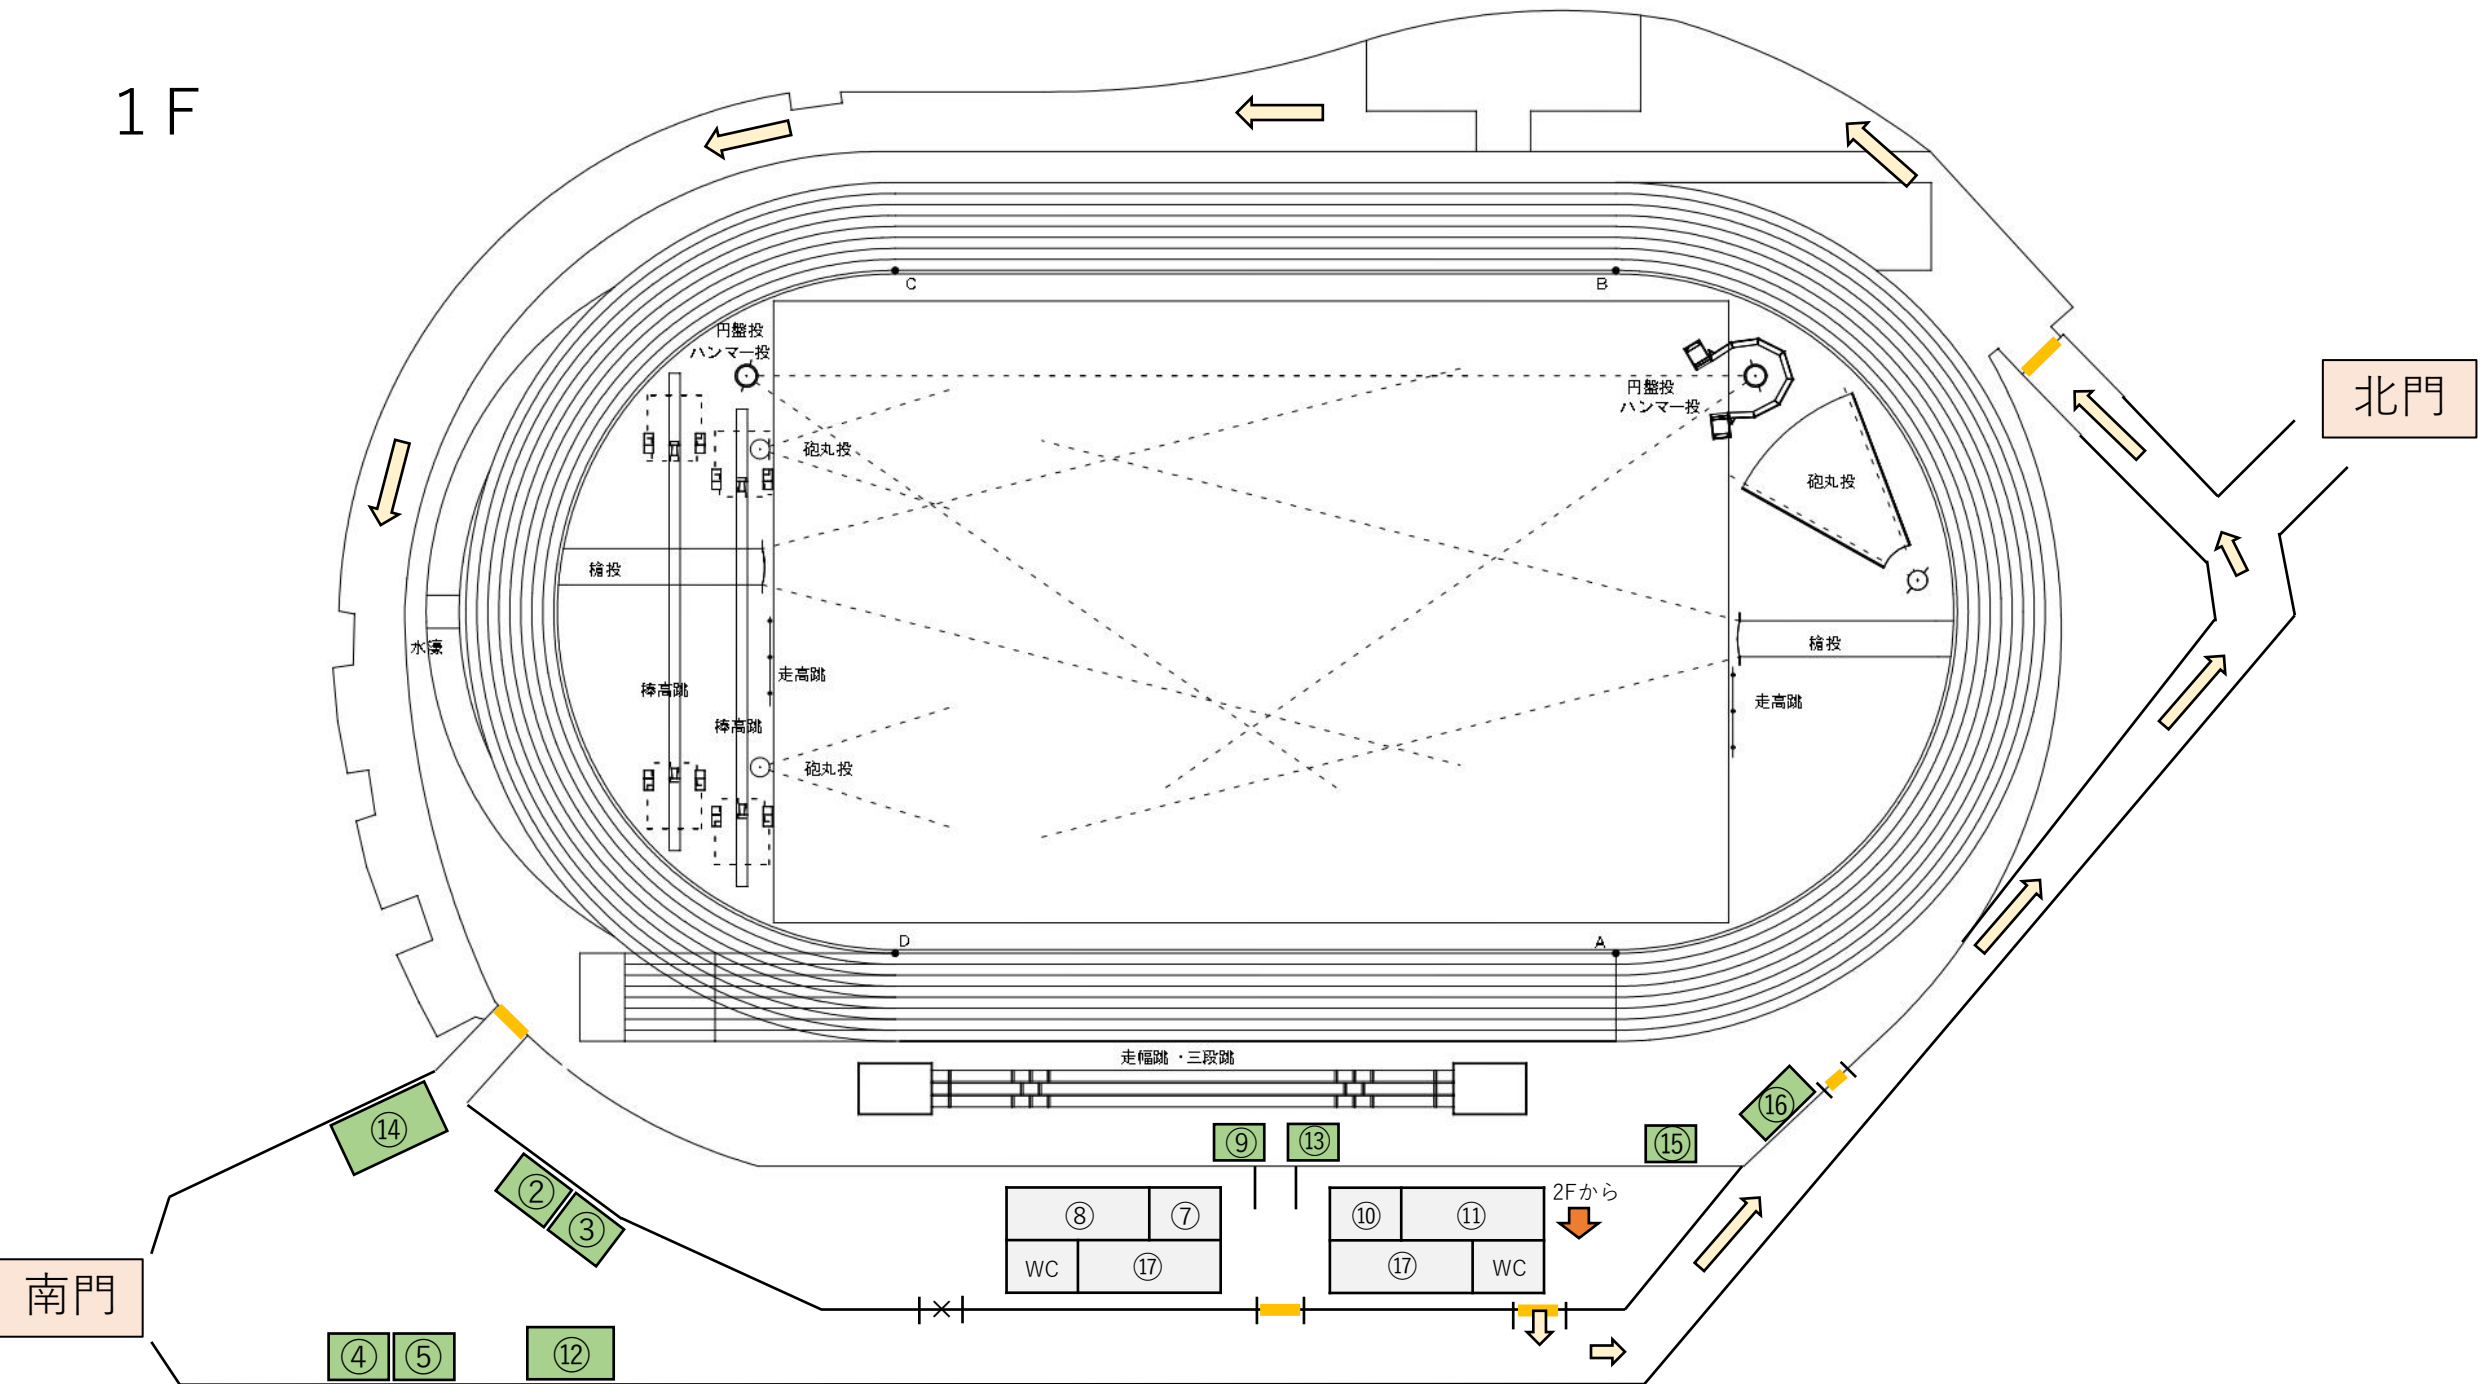 1F
C
B
円盤投
ハンマー投
円盤投
ハンマー投
北門
砲丸投
砲丸投
槍投
水濠
槍投
走高跳
棒高跳
走高跳
棒高跳
砲丸投
D
A
走幅跳・三段跳
⑯
⑭
⑨
⑬
⑮
②
③
⑧
⑦
⑩
⑪
2Fから
WC
⑰
⑰
WC
南門
④
⑤
⑫